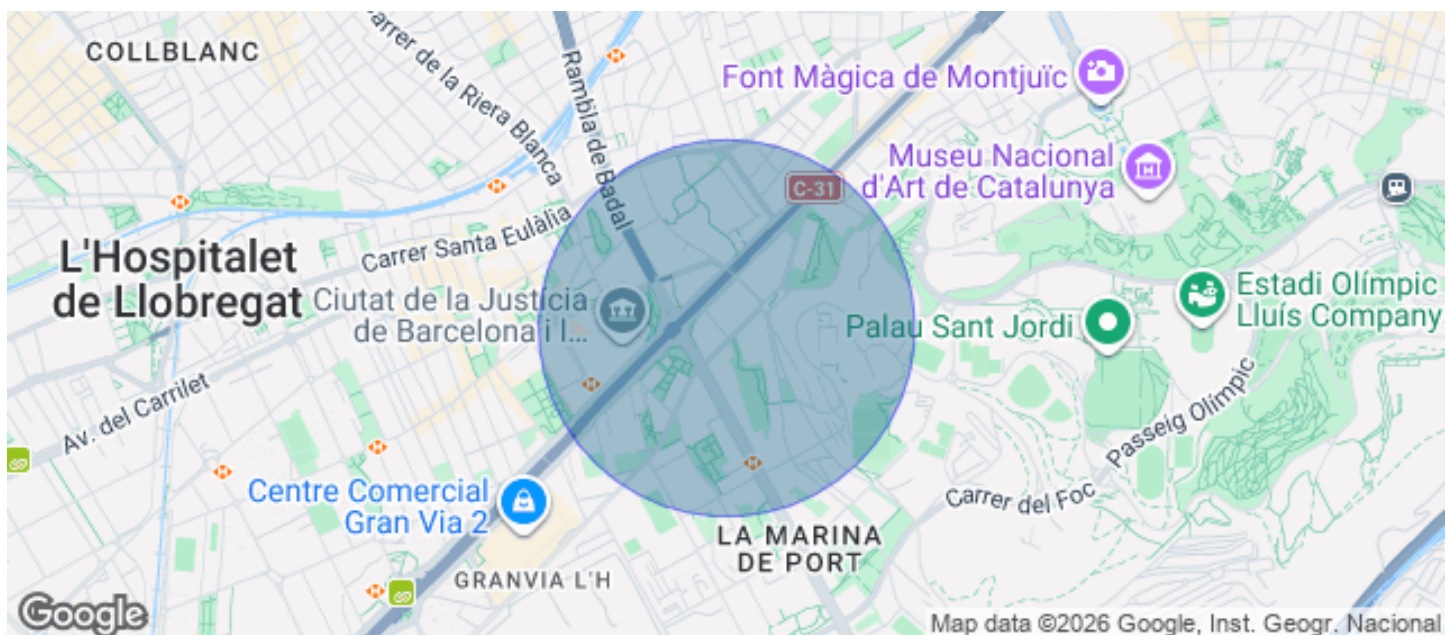 COLLBLANC
Carrer de la Riera Blanca
Rambla de Badal
Font Màgica de Montjuïc
Museu Nacional
d'Art de Catalunya
C-31
Carrer Santa Eulàlia
L'Hospitalet
de Llobregat
Ciutat de la Justícia
de Barcelona i l...
Estadi Olímpic
Lluís Company
Palau Sant Jordi
Av. del Carrilet
Passeig Olímpic
Centre Comercial
Gran Via 2
Carrer del Foc
LA MARINA
DE PORT
GRANVIA L'H
Google
Map data ©2026 Google, Inst. Geogr. Nacional